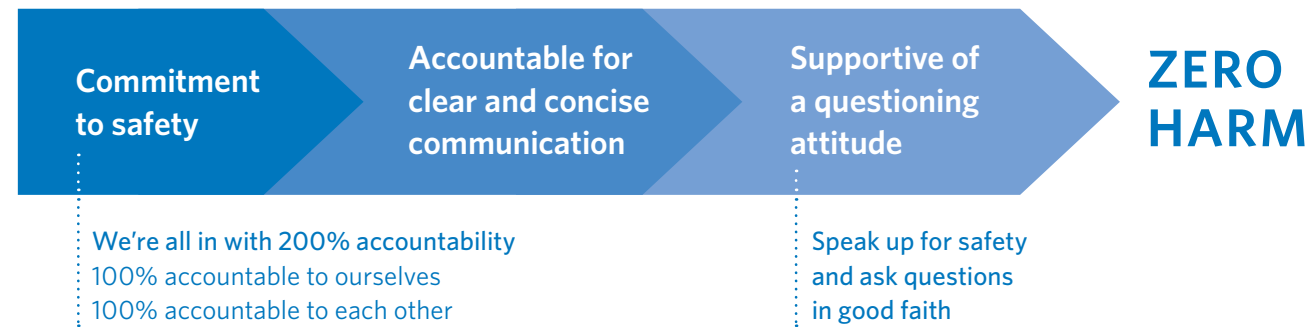 Commitment
to safety
Accountable for
clear and concise
communication
Supportive of
a questioning
attitude
ZERO
HARM
We're all in with 200% accountability
100% accountable to ourselves
100% accountable to each other
Speak up for safety
and ask questions
in good faith